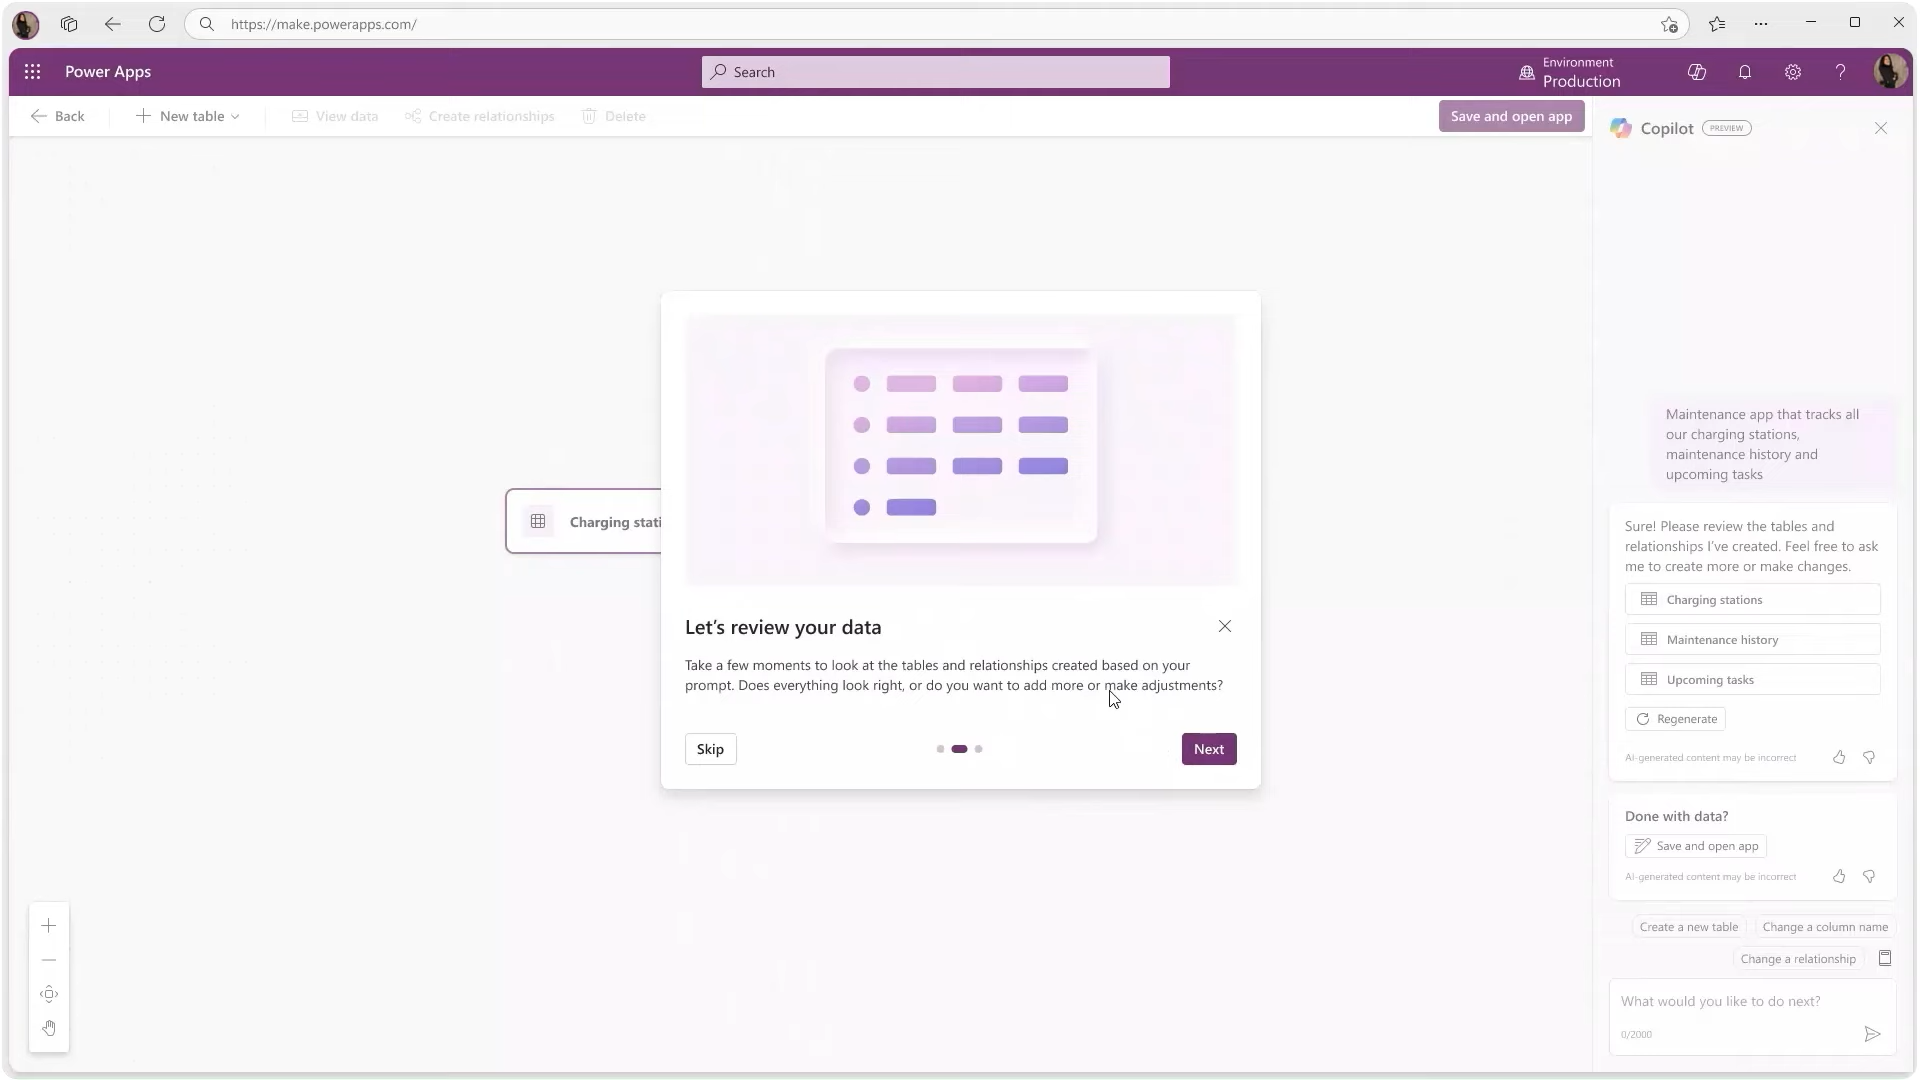 https://make.powerapps.com/
Power Apps
Search
Environment
Production
Back
New table
View data
Create relationships
Delete
Save and open app
Copilot
PREVIEW
Maintenance app that tracks all
our charging stations,
maintenance history and
upcoming tasks
Charging stati
Sure! Please review the tables and
relationships I've created. Feel free to ask
me to create more or make changes.
Charging stations
Maintenance history
Upcoming tasks
Regenerate
AI-generated content may be incorrect
Let's review your data
Take a few moments to look at the tables and relationships created based on your
prompt. Does everything look right, or do you want to add more or make adjustments?
Skip
Next
Done with data?
Save and open app
AI-generated content may be incorrect
Create a new table
Change a column name
Change a relationship
What would you like to do next?
0/2000